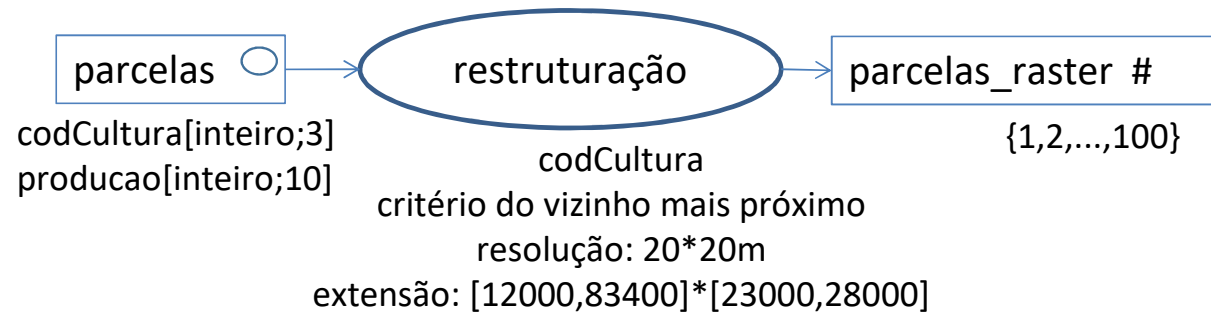 parcelas
restruturação
parcelas_raster #
codCultura[inteiro;3]
producao[inteiro;10]
{1,2,...,100}
codCultura
critério do vizinho mais próximo
resolução: 20*20m
extensão: [12000,83400]*[23000,28000]